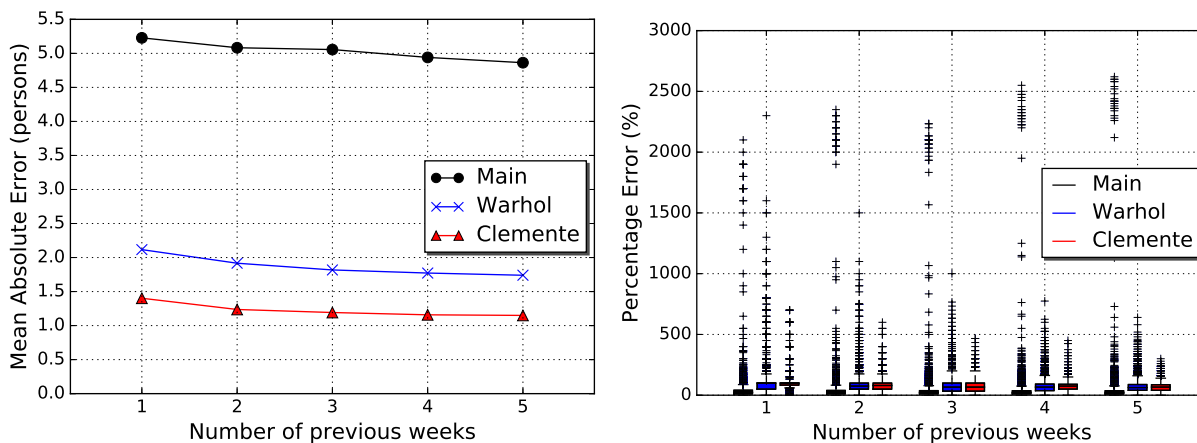 Mean Absolute Error (persons)
5.5
5.0
4.5
4.0
3.5
3.0
2.5
2.0
1.5
1.0
0.5
0.0
1 2 3 4 5
Number of previous weeks
Main
Warhol
Clemente
Percentage Error (%)
3000
2500
2000
1500
1000
500
0
1 2 3 4 5
Number of previous weeks
Main
Warhol
Clemente